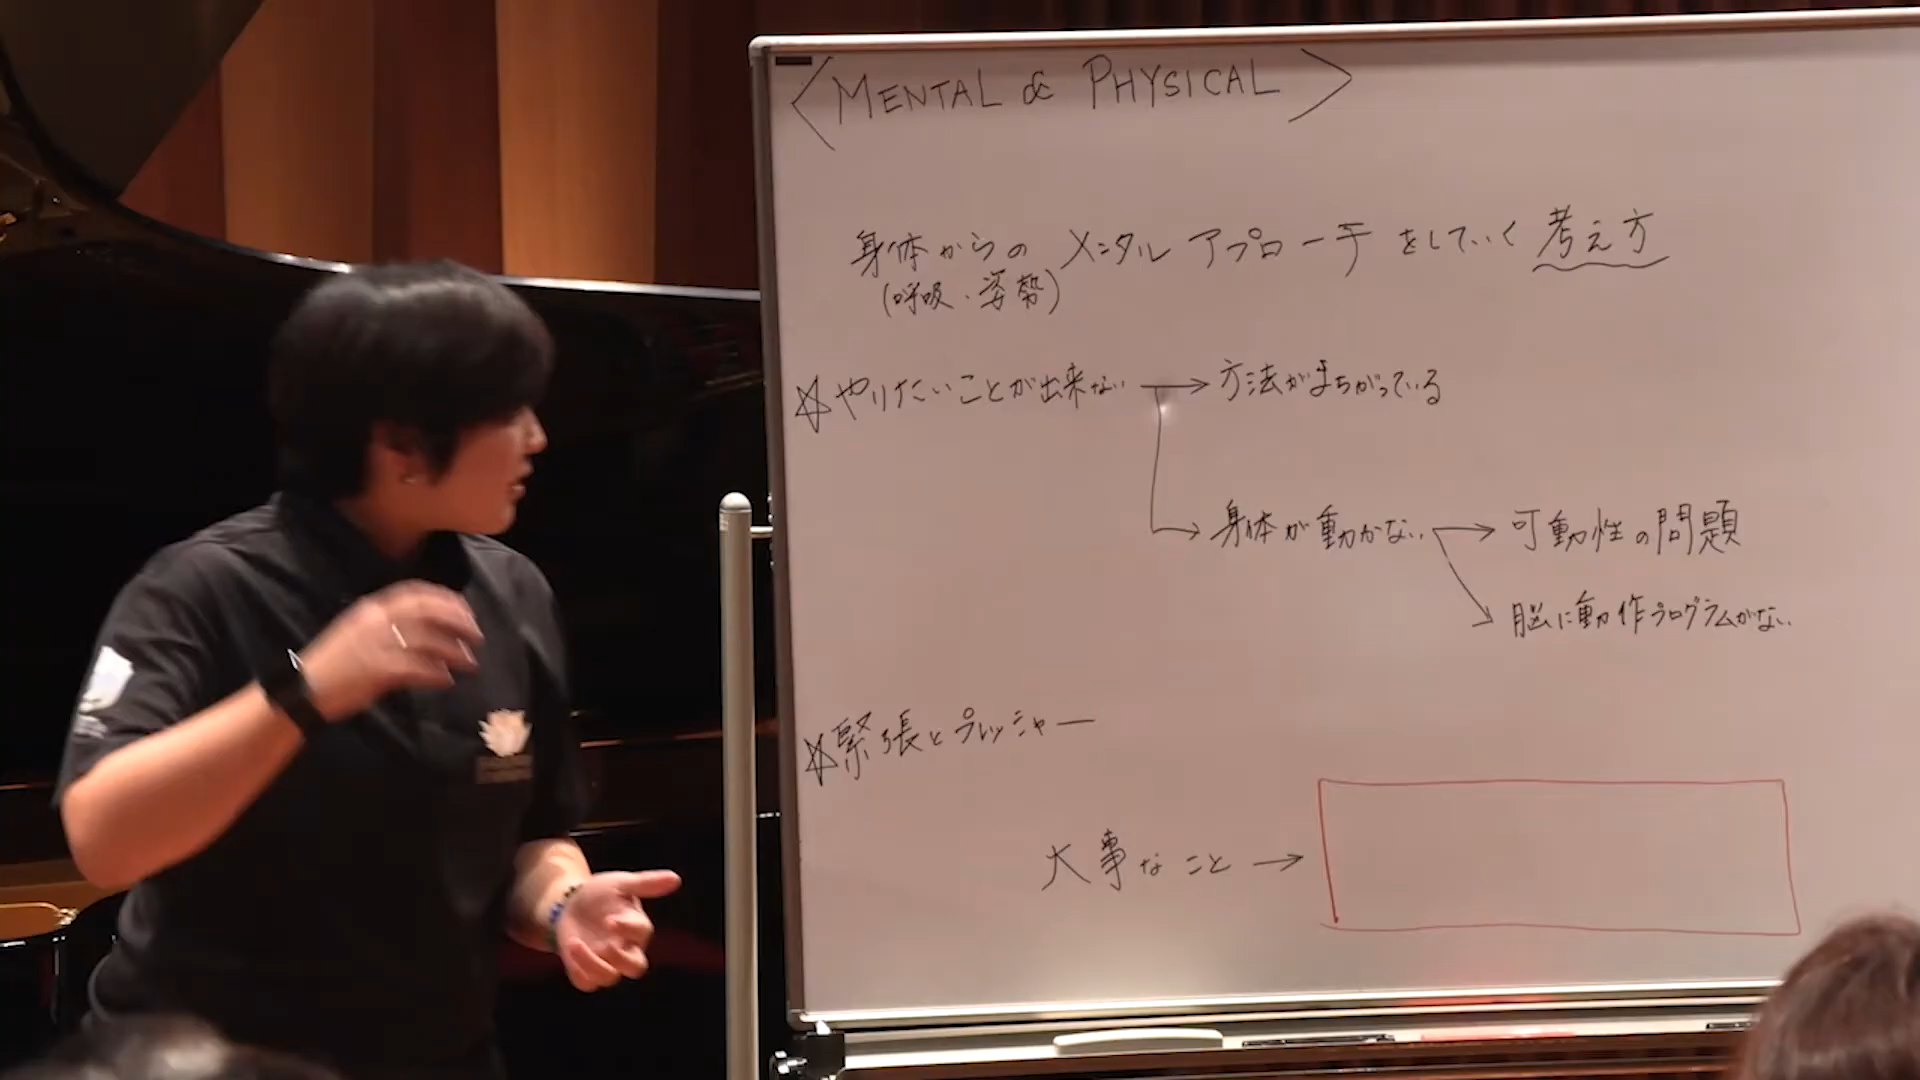 <MENTAL & PHYSICAL>
身体からの メンタル アプローチ をしていく 考え方
(呼吸・姿勢)
☆やりたいことが出来ない → 方法がまちがっている
→ 身体が動かない → 可動性の問題
→ 脳に動作プログラムがない
☆緊張とプレッシャー
大事なこと →